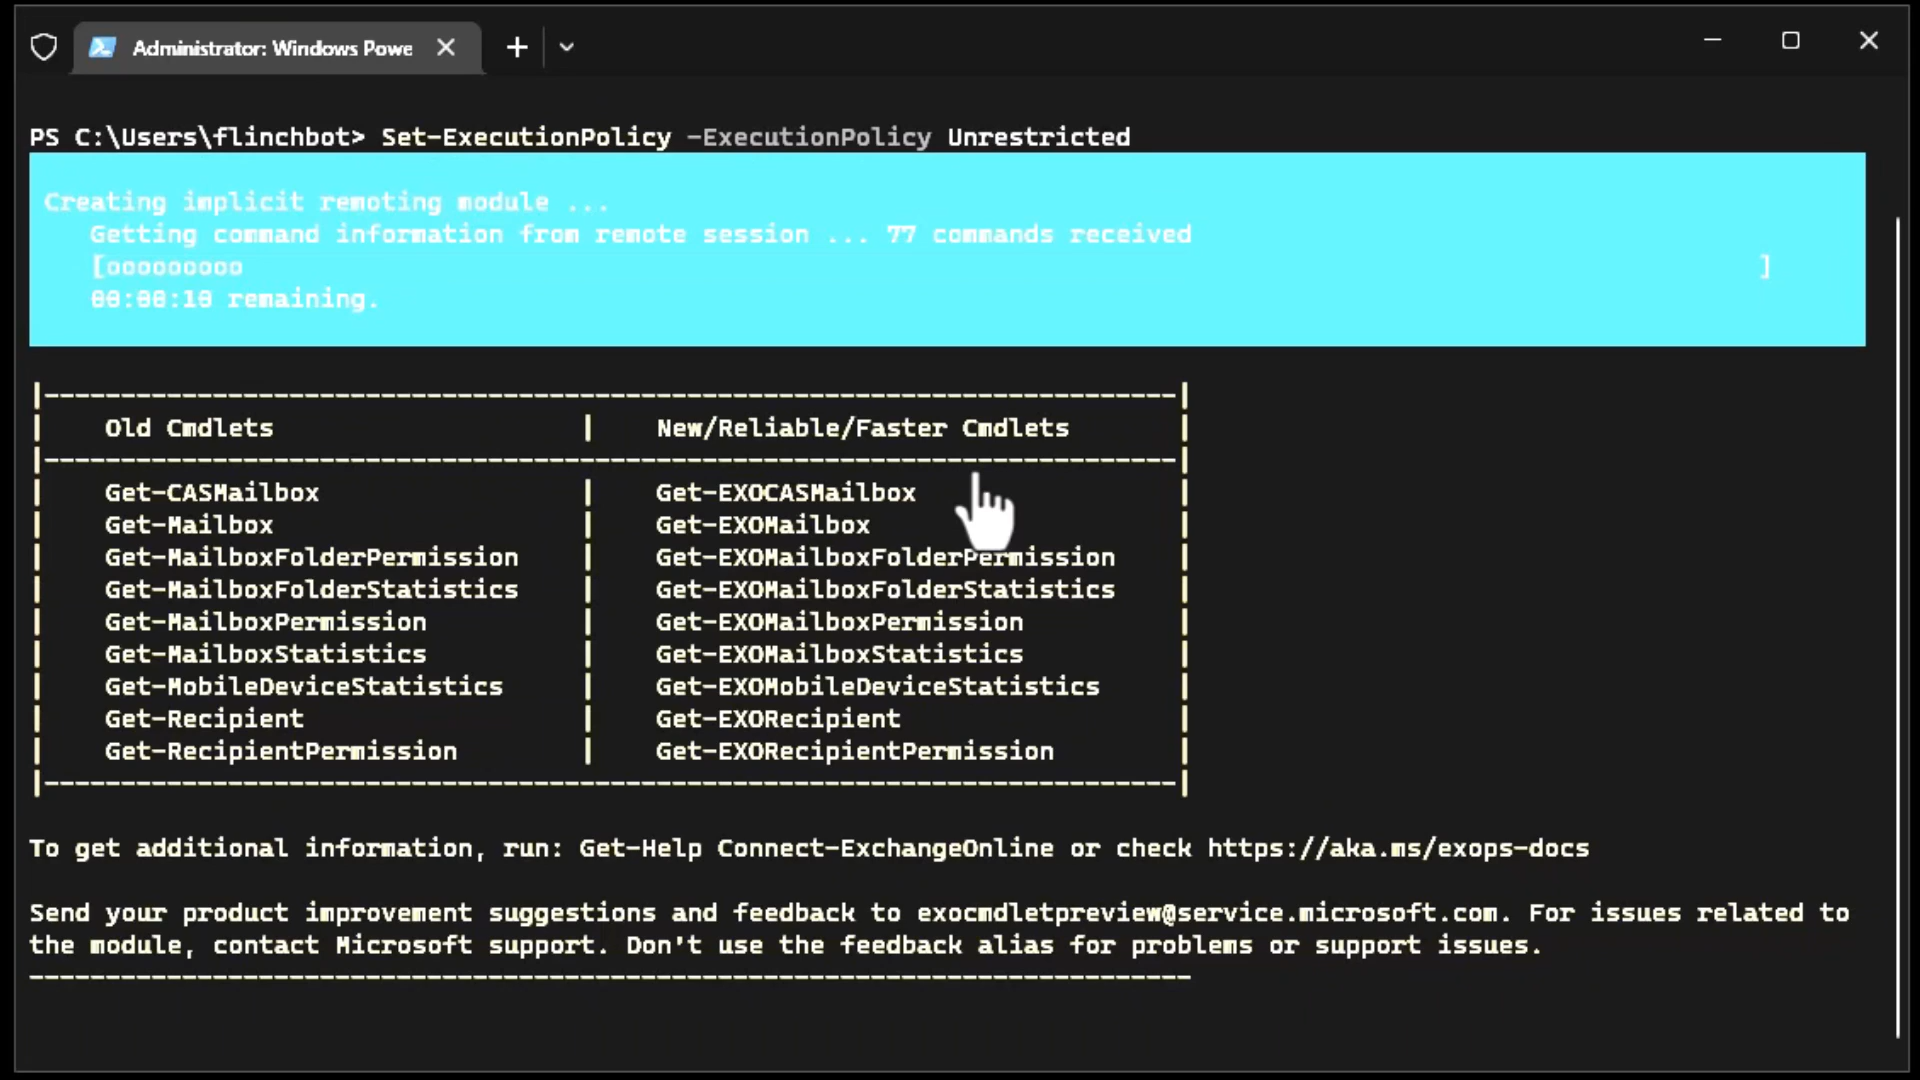 Administrator: Windows Powe
PS C:\Users\flinchbot> Set-ExecutionPolicy -ExecutionPolicy Unrestricted
Creating implicit remoting module ...
Getting command information from remote session ... 77 commands received
[ooooooooo ]
00:00:10 remaining.
|--------------------------------------------------------------------------|
| Old Cmdlets | New/Reliable/Faster Cmdlets |
|--------------------------------------------------------------------------|
| Get-CASMailbox | Get-EXOCASMailbox |
| Get-Mailbox | Get-EXOMailbox |
| Get-MailboxFolderPermission | Get-EXOMailboxFolderPermission |
| Get-MailboxFolderStatistics | Get-EXOMailboxFolderStatistics |
| Get-MailboxPermission | Get-EXOMailboxPermission |
| Get-MailboxStatistics | Get-EXOMailboxStatistics |
| Get-MobileDeviceStatistics | Get-EXOMobileDeviceStatistics |
| Get-Recipient | Get-EXORecipient |
| Get-RecipientPermission | Get-EXORecipientPermission |
|--------------------------------------------------------------------------|
To get additional information, run: Get-Help Connect-ExchangeOnline or check https://aka.ms/exops-docs
Send your product improvement suggestions and feedback to exocmdletpreview@service.microsoft.com. For issues related to
the module, contact Microsoft support. Don't use the feedback alias for problems or support issues.
----------------------------------------------------------------------------